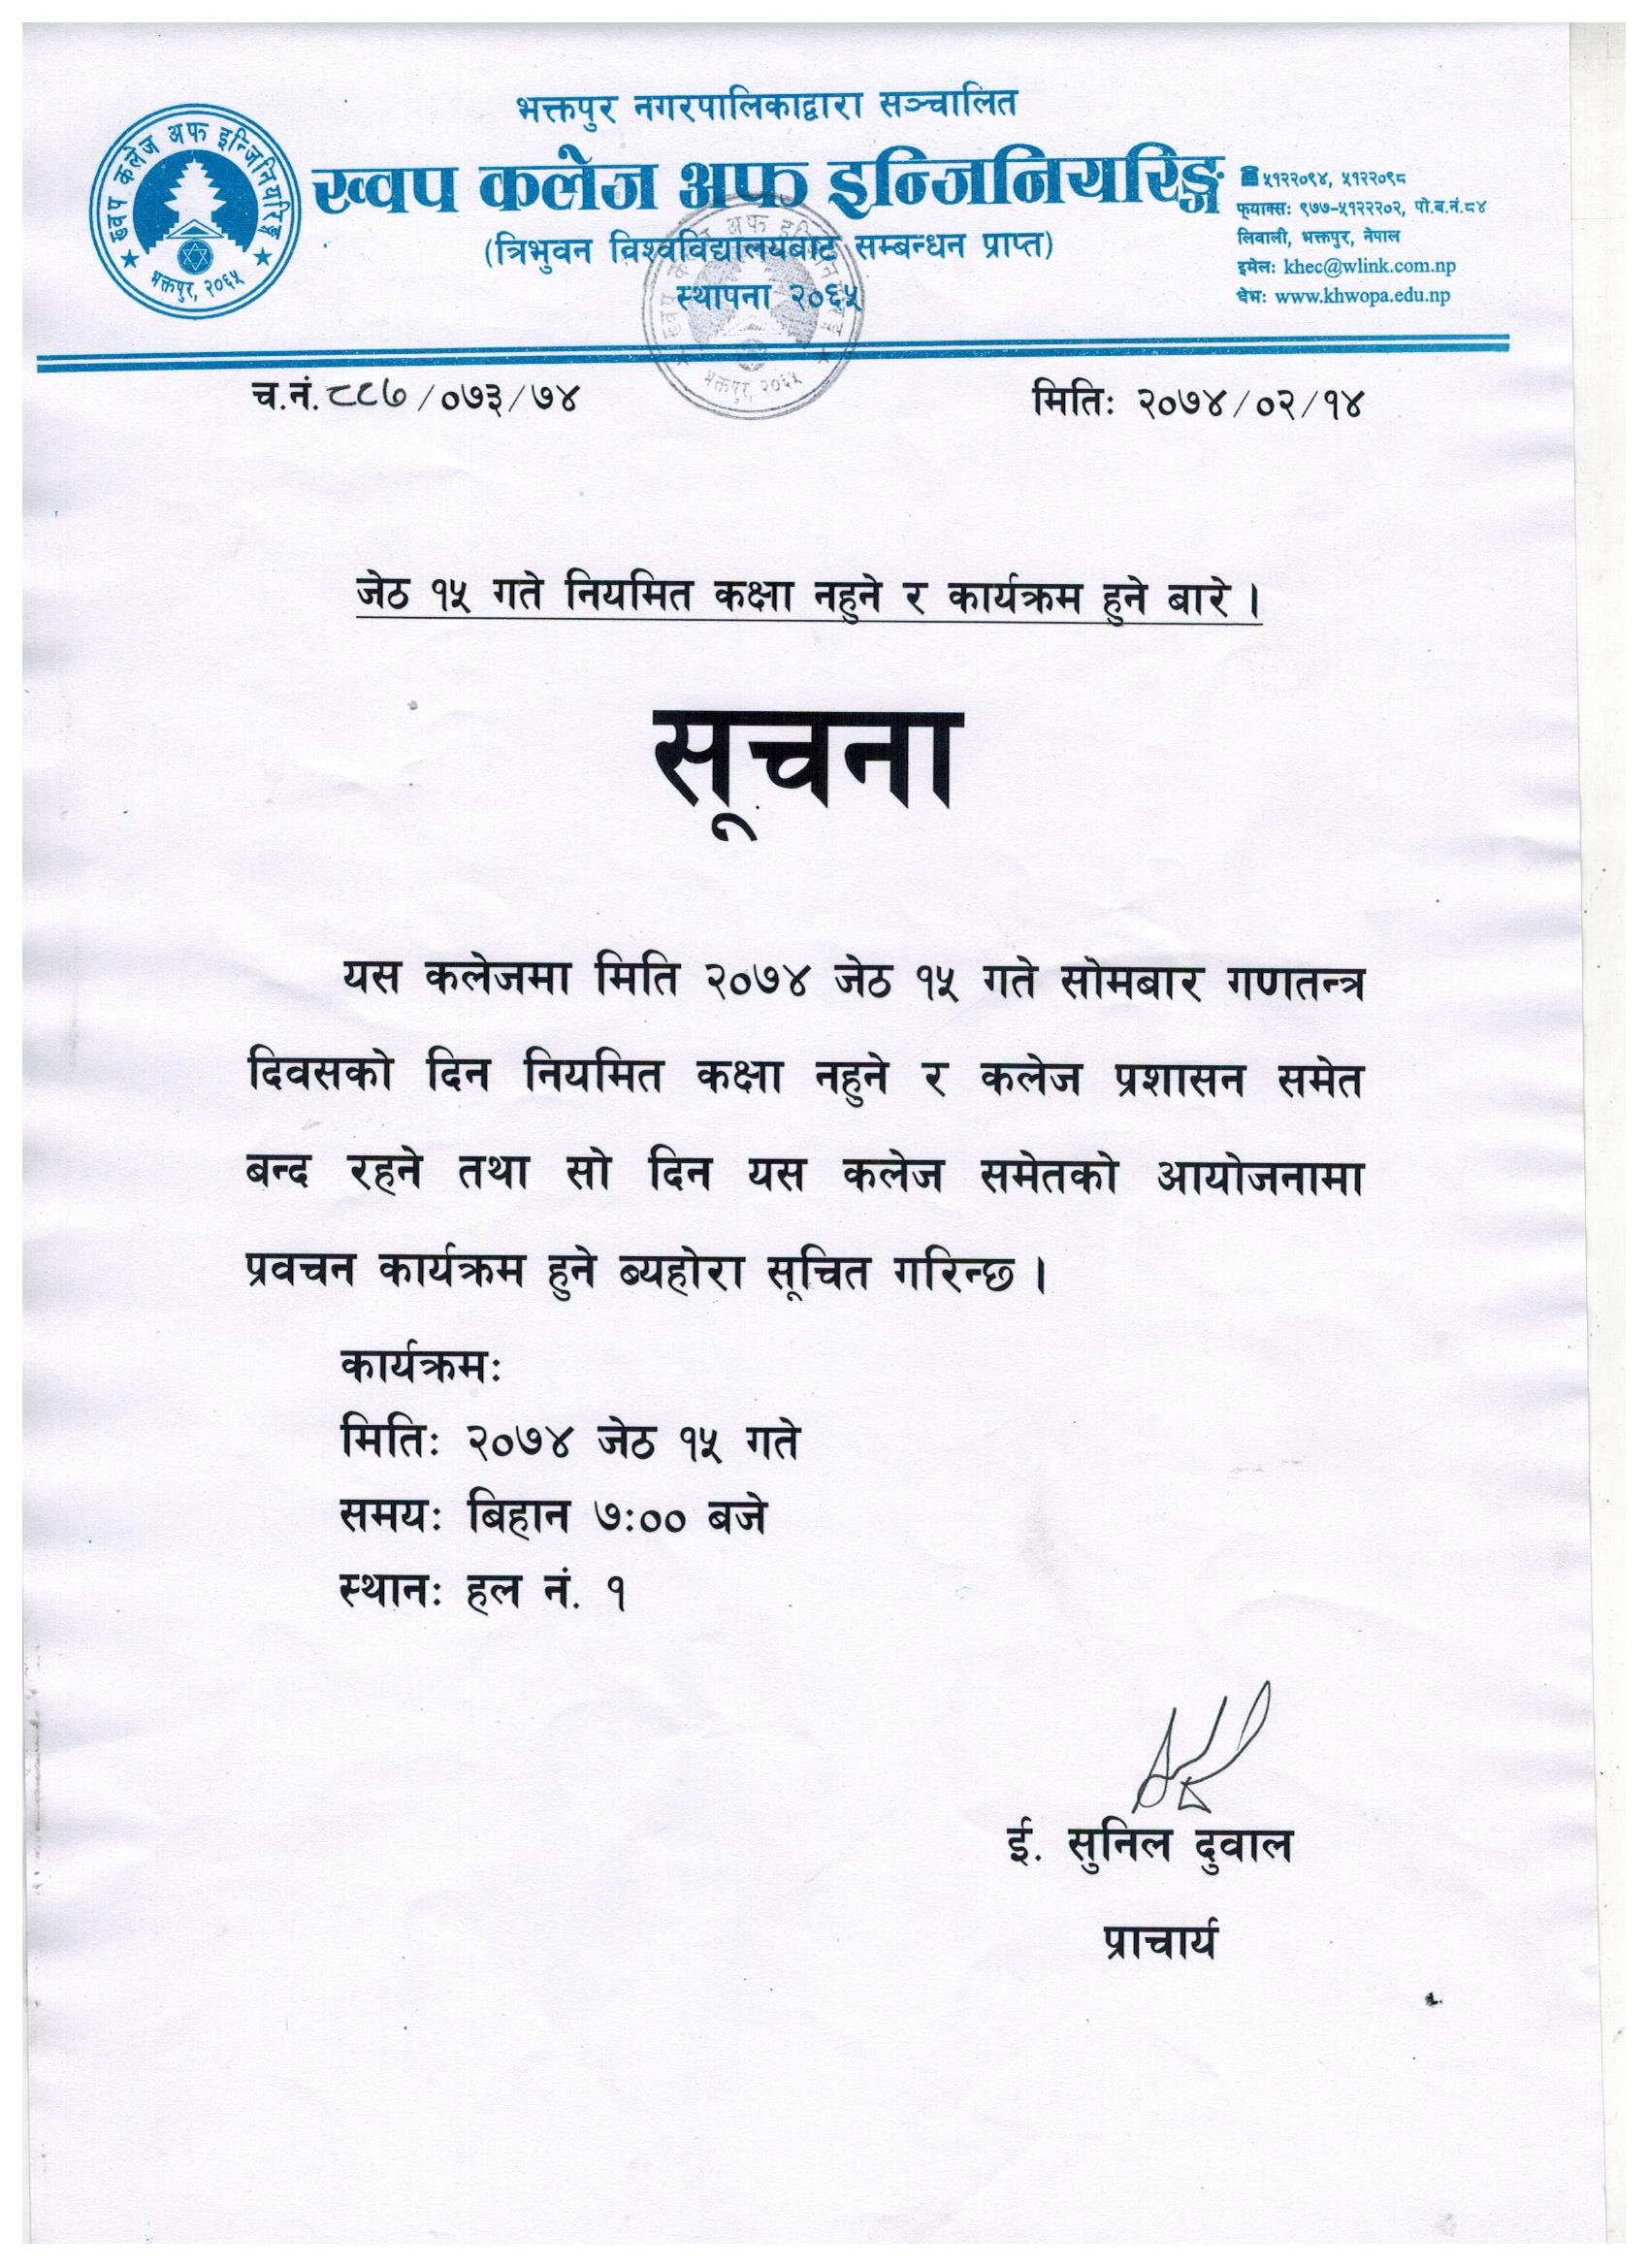 भक्तपुर नगरपालिकाद्वारा सञ्चालित
ख्वप कलेज अफ इन्जिनियरिङ्ग
(त्रिभुवन विश्वविद्यालयबाट सम्बन्धन प्राप्त)
स्थापना २०६५
ख्वप कलेज अफ इन्जिनियरिङ्ग
भक्तपुर, २०६५
☎ ५१२२०९४, ५१२२०९८
फ्याक्स: ९७७-५१२२२०२, पो.ब.नं.८४
लिवाली, भक्तपुर, नेपाल
इमेल: khec@wlink.com.np
वेभ: www.khwopa.edu.np
भक्तपुर, २०६५
च.नं. ८८७/०७३/७४
मिति: २०७४/०२/१४
जेठ १५ गते नियमित कक्षा नहुने र कार्यक्रम हुने बारे ।
सूचना
यस कलेजमा मिति २०७४ जेठ १५ गते सोमबार गणतन्त्र
दिवसको दिन नियमित कक्षा नहुने र कलेज प्रशासन समेत
बन्द रहने तथा सो दिन यस कलेज समेतको आयोजनामा
प्रवचन कार्यक्रम हुने ब्यहोरा सूचित गरिन्छ ।
कार्यक्रम:
मिति: २०७४ जेठ १५ गते
समय: बिहान ७:०० बजे
स्थान: हल नं. १
ई. सुनिल दुवाल
प्राचार्य